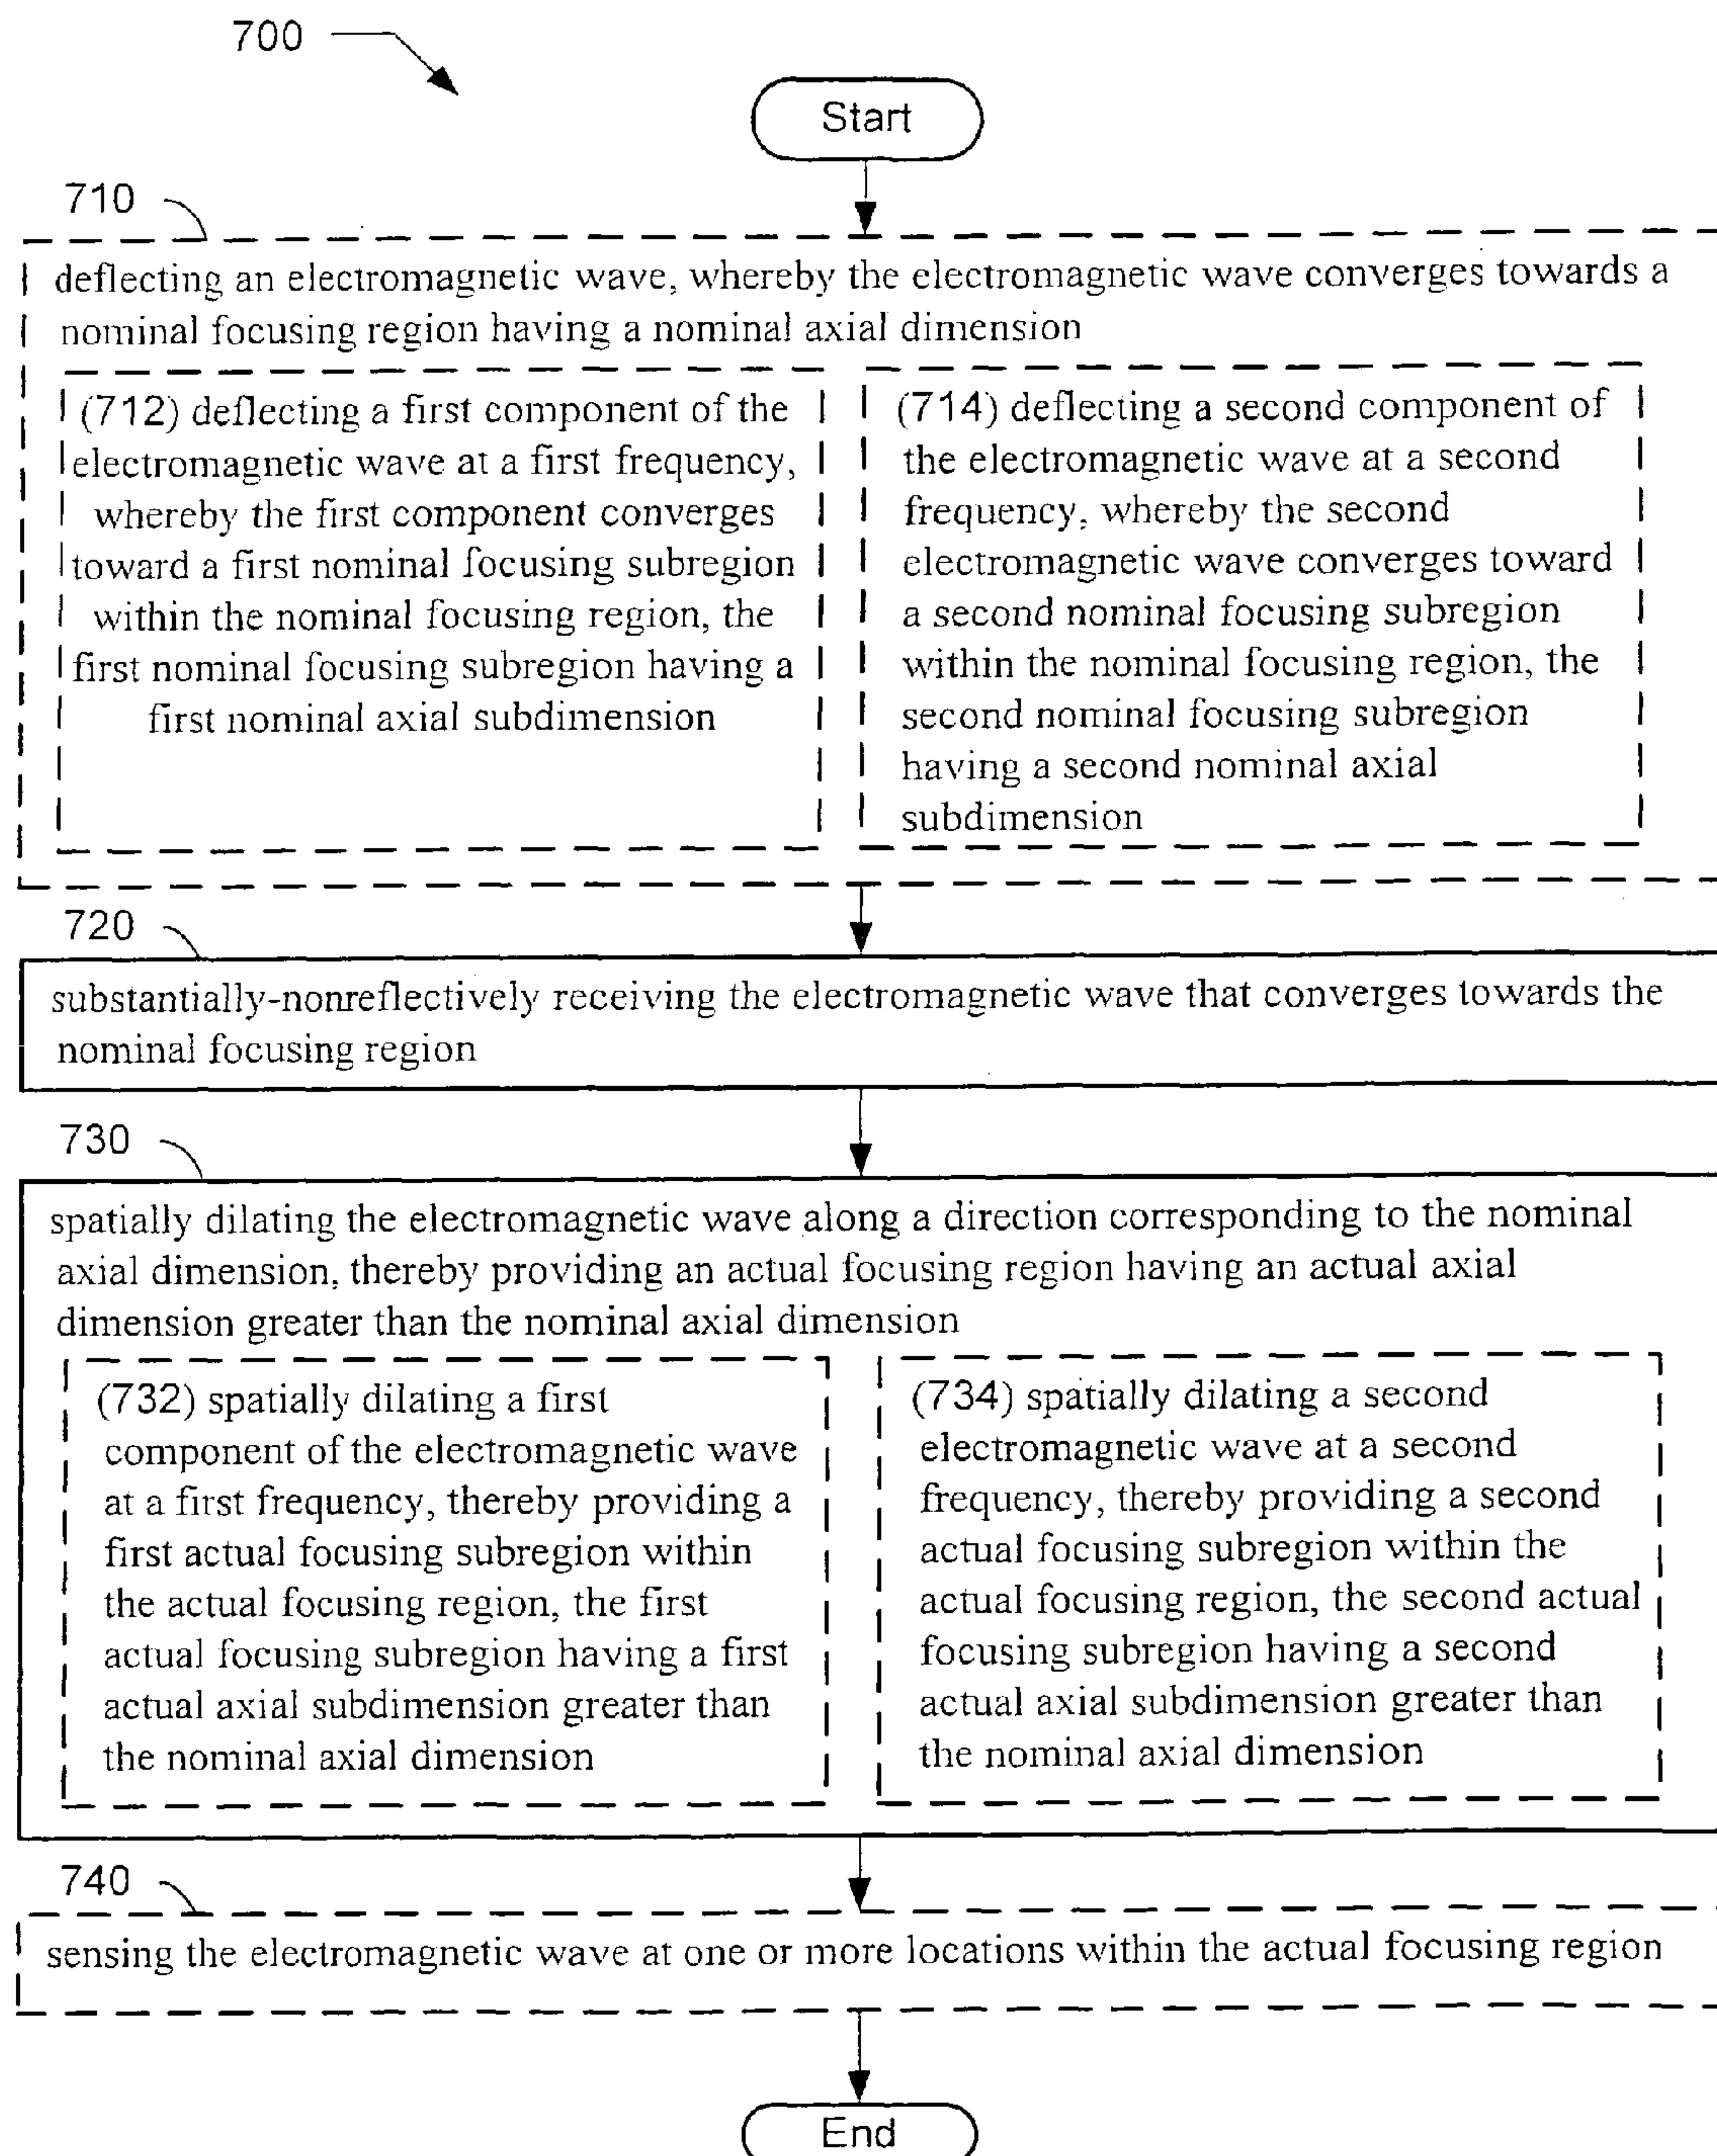 700
Start
710
deflecting an electromagnetic wave, whereby the electromagnetic wave converges towards a
nominal focusing region having a nominal axial dimension
(712) deflecting a first component of the
electromagnetic wave at a first frequency,
whereby the first component converges
toward a first nominal focusing subregion
within the nominal focusing region, the
first nominal focusing subregion having a
first nominal axial subdimension
(714) deflecting a second component of
the electromagnetic wave at a second
frequency, whereby the second
electromagnetic wave converges toward
a second nominal focusing subregion
within the nominal focusing region, the
second nominal focusing subregion
having a second nominal axial
subdimension
720
substantially-nonreflectively receiving the electromagnetic wave that converges towards the
nominal focusing region
730
spatially dilating the electromagnetic wave along a direction corresponding to the nominal
axial dimension, thereby providing an actual focusing region having an actual axial
dimension greater than the nominal axial dimension
(732) spatially dilating a first
component of the electromagnetic wave
at a first frequency, thereby providing a
first actual focusing subregion within
the actual focusing region, the first
actual focusing subregion having a first
actual axial subdimension greater than
the nominal axial dimension
(734) spatially dilating a second
electromagnetic wave at a second
frequency, thereby providing a second
actual focusing subregion within the
actual focusing region, the second actual
focusing subregion having a second
actual axial subdimension greater than
the nominal axial dimension
740
sensing the electromagnetic wave at one or more locations within the actual focusing region
End